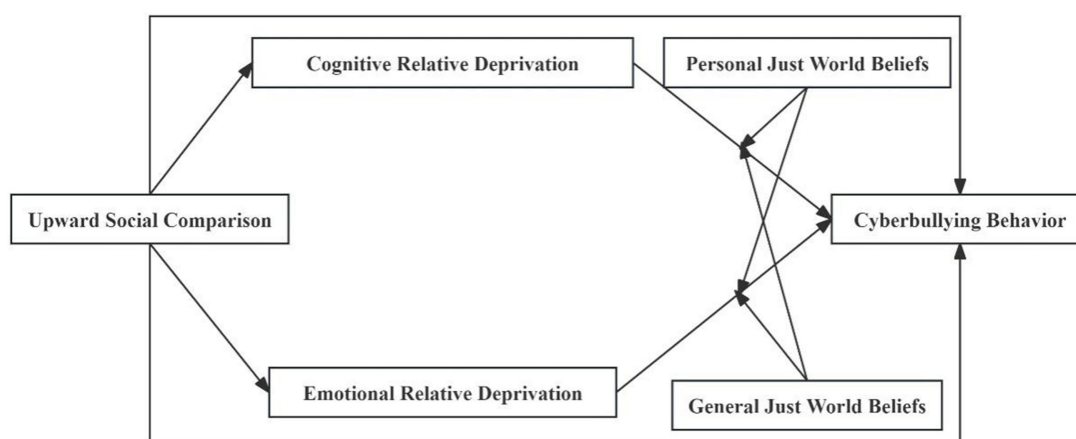 Cognitive Relative Deprivation
Personal Just World Beliefs
Upward Social Comparison
Cyberbullying Behavior
Emotional Relative Deprivation
General Just World Beliefs